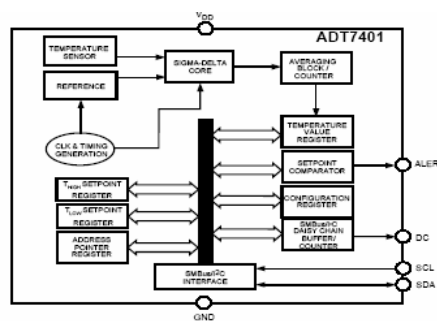 VDD
ADT7401
TEMPERATURE
SENSOR
REFERENCE
CLK & TIMING
GENERATION
SIGMA-DELTA
CORE
AVERAGING
BLOCK /
COUNTER
TEMPERATURE
VALUE
REGISTER
SETPOINT
COMPARATOR
ALER
CONFIGURATION
REGISTER
SMBus/I²C
DAISY CHAIN
BUFFER/
COUNTER
DC
THIGH SETPOINT
REGISTER
TLOW SETPOINT
REGISTER
ADDRESS
POINTER
REGISTER
SMBus/I²C
INTERFACE
SCL
SDA
GND